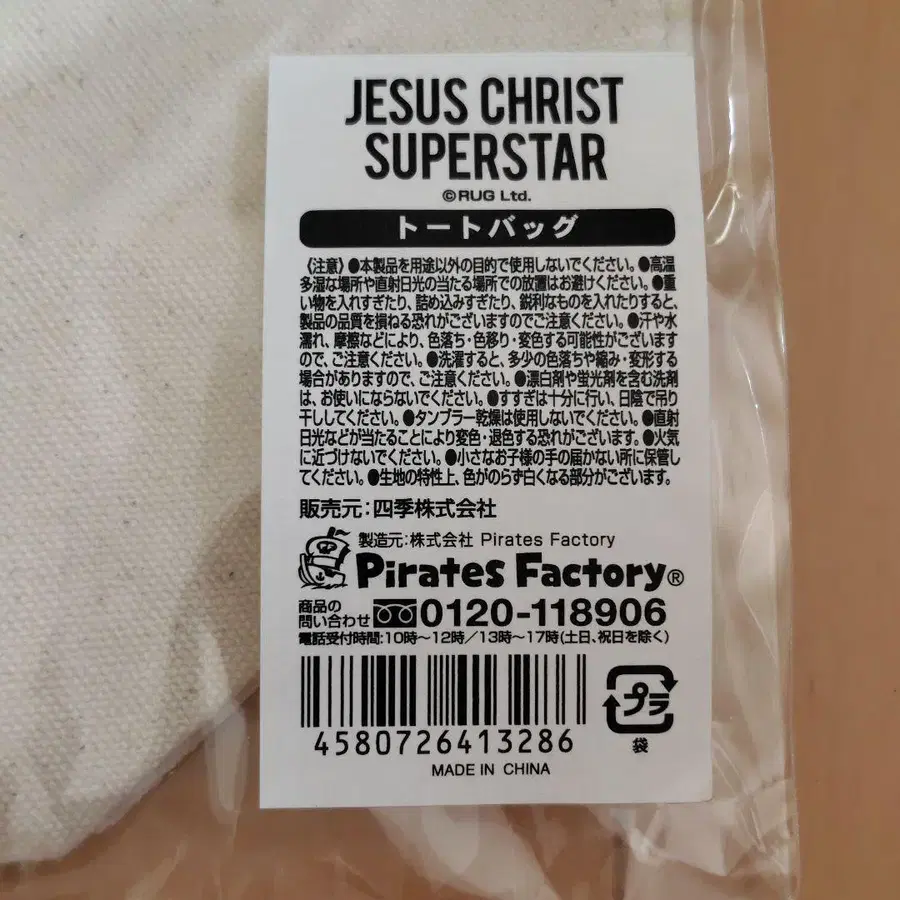 JESUS CHRIST
SUPERSTAR
©RUG Ltd.
トートバッグ
《注意》●本製品を用途以外の目的で使用しないでください。●高温
多湿な場所や直射日光の当たる場所での放置はお避けください。●重
い物を入れすぎたり、詰め込みすぎたり、鋭利なものを入れたりすると、
製品の品質を損ねる恐れがございますのでご注意ください。●汗や水
濡れ、摩擦などにより、色落ち・色移り・変色する可能性がございます
ので、ご注意ください。●洗濯すると、多少の色落ちや縮み・変形する
場合がありますので、ご注意ください。●漂白剤や蛍光剤を含む洗剤
は、お使いにならないでください。●すすぎは十分に行い、日陰で吊り
干ししてください。●タンブラー乾燥は使用しないでください。●直射
日光などが当たることにより変色・退色する恐れがございます。●火気
に近づけないでください。●小さなお子様の手の届かない所に保管し
てください。●生地の特性上、色がのらず白くなる部分がございます。
販売元:四季株式会社
製造元:株式会社 Pirates Factory
Pirates Factory®
商品の
問い合わせ 0120-118906
電話受付時間:10時〜12時/13時〜17時(土日、祝日を除く)
プラ
袋
4580726413286
MADE IN CHINA